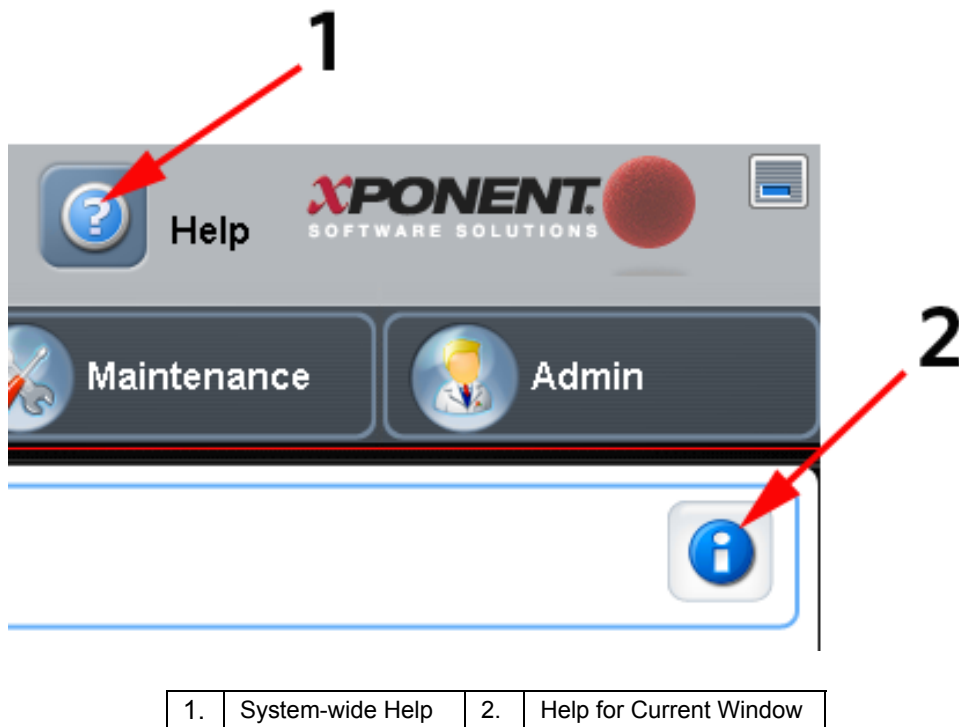 1
? Help XPONENT.
SOFTWARE SOLUTIONS
2
Maintenance Admin
i
1. System-wide Help 2. Help for Current Window